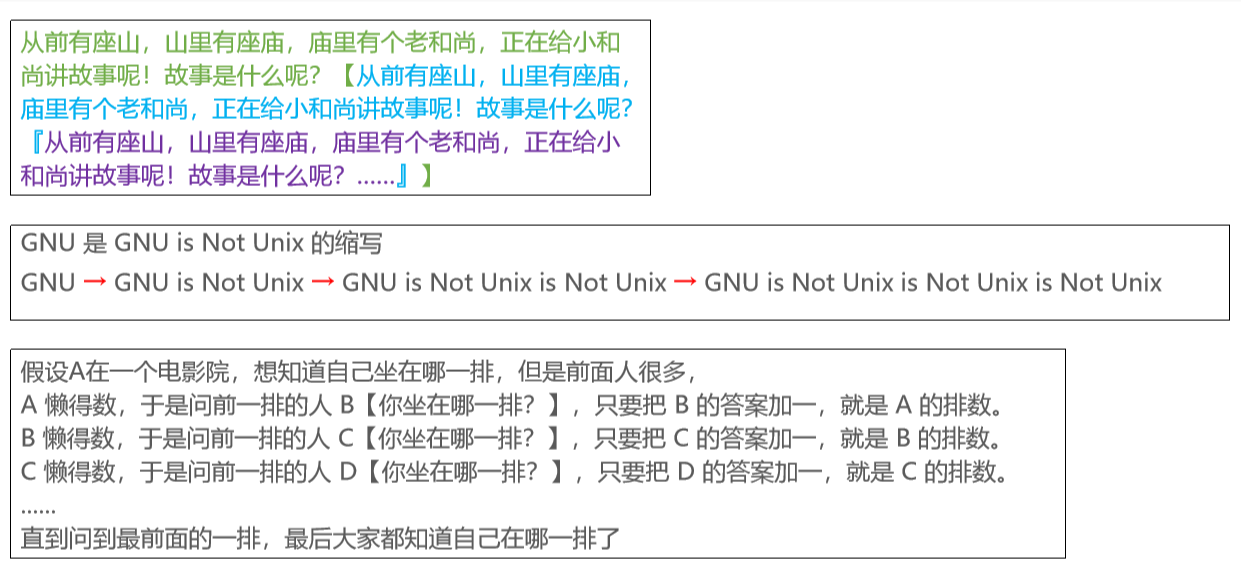 从前有座山，山里有座庙，庙里有个老和尚，正在给小和
尚讲故事呢！故事是什么呢？【从前有座山，山里有座庙，
庙里有个老和尚，正在给小和尚讲故事呢！故事是什么呢？
『从前有座山，山里有座庙，庙里有个老和尚，正在给小
和尚讲故事呢！故事是什么呢？……』】
GNU 是 GNU is Not Unix 的缩写
GNU → GNU is Not Unix → GNU is Not Unix is Not Unix → GNU is Not Unix is Not Unix is Not Unix
假设A在一个电影院，想知道自己坐在哪一排，但是前面人很多，
A 懒得数，于是问前一排的人 B【你坐在哪一排？】，只要把 B 的答案加一，就是 A 的排数。
B 懒得数，于是问前一排的人 C【你坐在哪一排？】，只要把 C 的答案加一，就是 B 的排数。
C 懒得数，于是问前一排的人 D【你坐在哪一排？】，只要把 D 的答案加一，就是 C 的排数。
……
直到问到最前面的一排，最后大家都知道自己在哪一排了